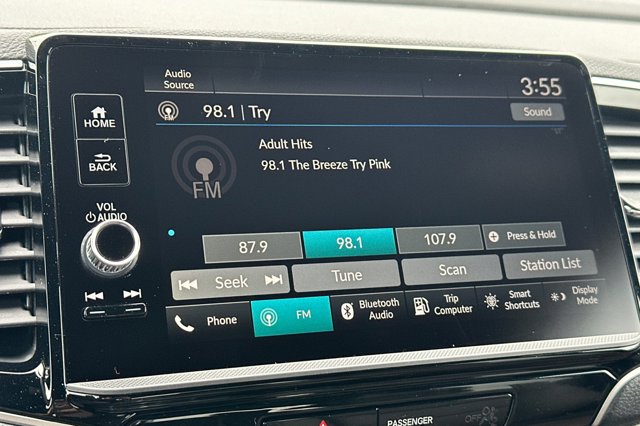 Audio
Source
3:55
FM
98.1 | Try
Sound
HOME
BACK
Adult Hits
98.1 The Breeze Try Pink
FM
VOL
AUDIO
87.9
98.1
107.9
+ Press & Hold
Seek
Tune
Scan
Station List
Phone
FM
Bluetooth
Audio
Trip
Computer
Smart
Shortcuts
Display
Mode
PASSENGER
OFF